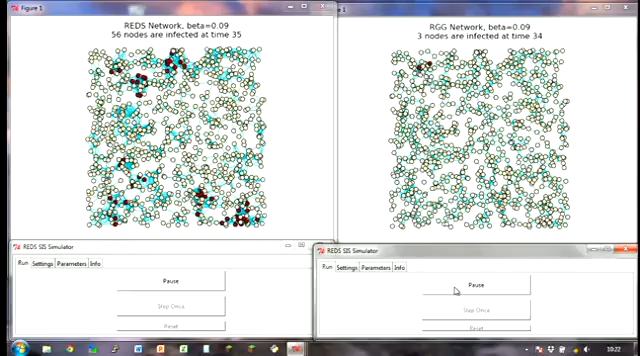 Figure 1
REDS Network, beta=0.09
56 nodes are infected at time 35
RGG Network, beta=0.09
3 nodes are infected at time 34
REDS SIS Simulator
Run Settings Parameters Info
Pause
Step Once
Reset
REDS SIS Simulator
Run Settings Parameters Info
Pause
Step Once
Reset
10:22